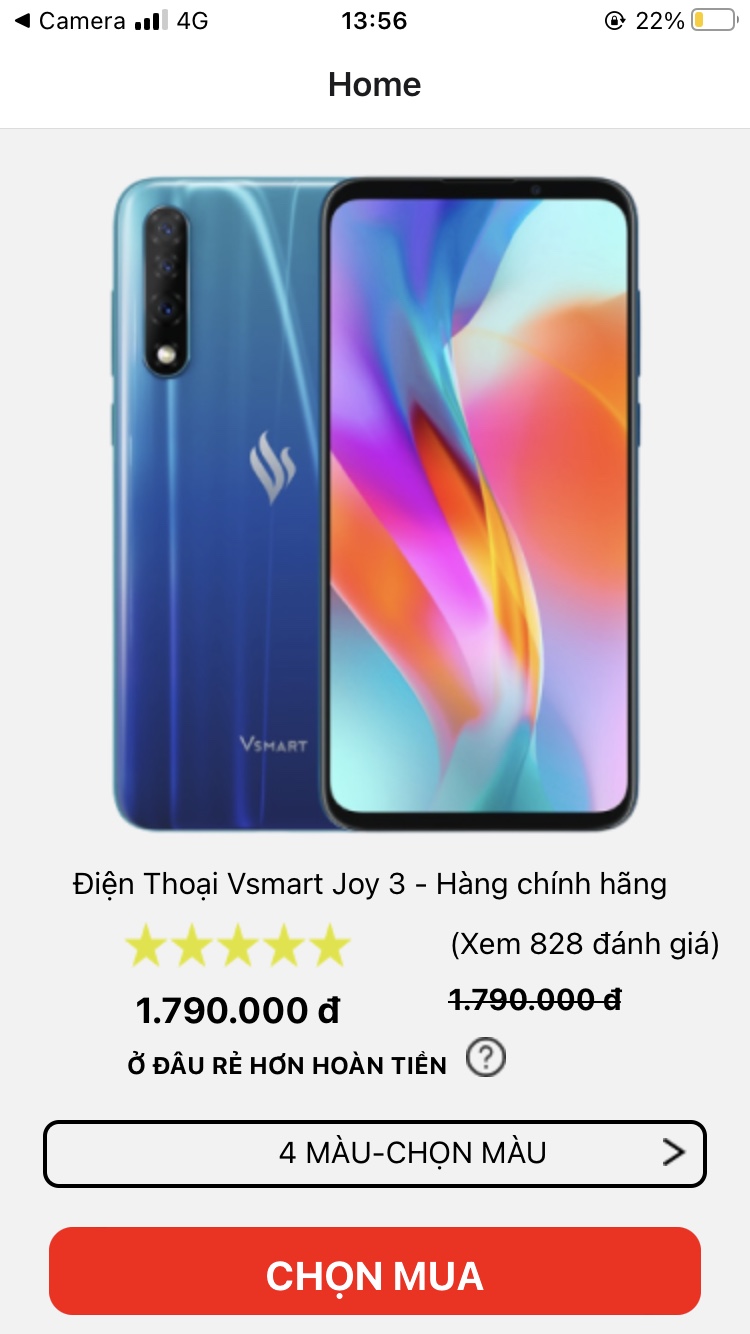 Camera 4G 13:56 22%
Home
VSMART
Điện Thoại Vsmart Joy 3 - Hàng chính hãng
(Xem 828 đánh giá)
1.790.000 đ 1.790.000 đ
Ở ĐÂU RẺ HƠN HOÀN TIỀN ?
4 MÀU-CHỌN MÀU >
CHỌN MUA